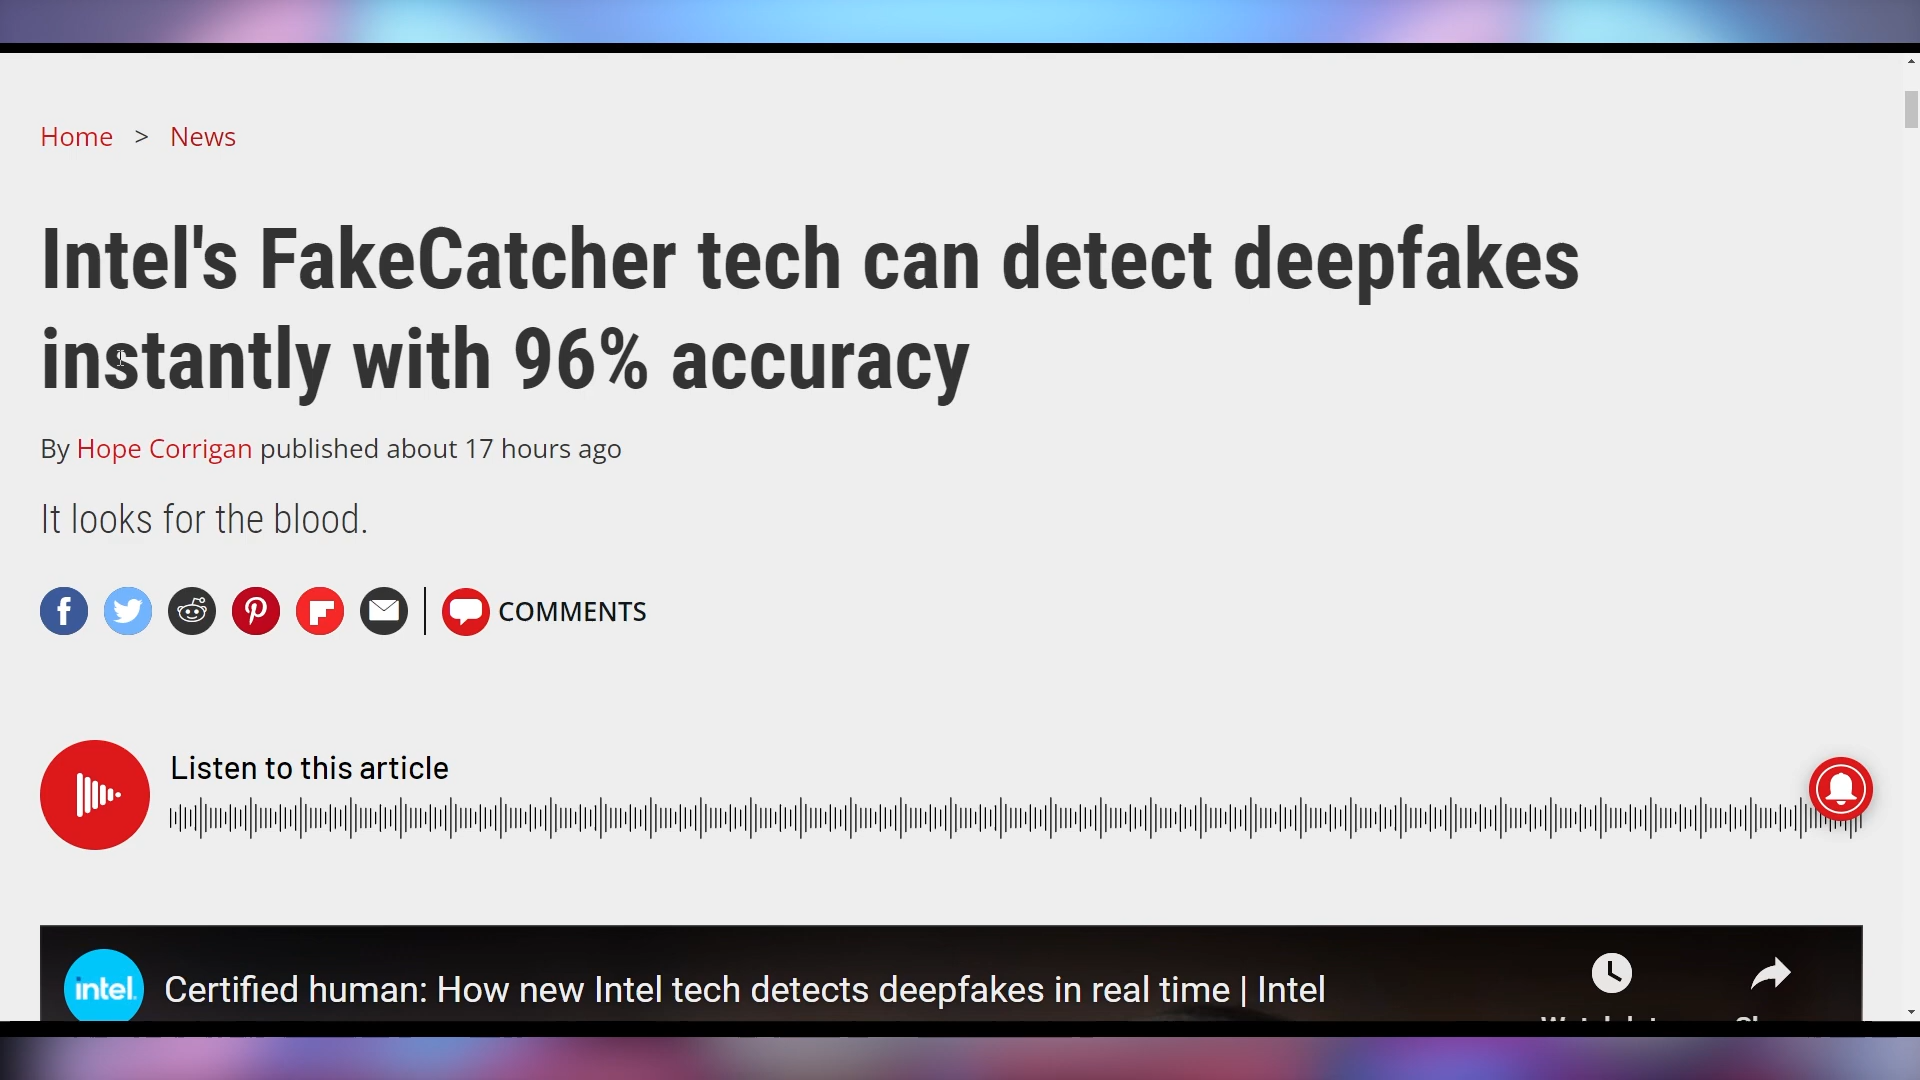 Home > News
Intel's FakeCatcher tech can detect deepfakes
instantly with 96% accuracy
By Hope Corrigan published about 17 hours ago
It looks for the blood.
COMMENTS
Listen to this article
intel.
Certified human: How new Intel tech detects deepfakes in real time | Intel